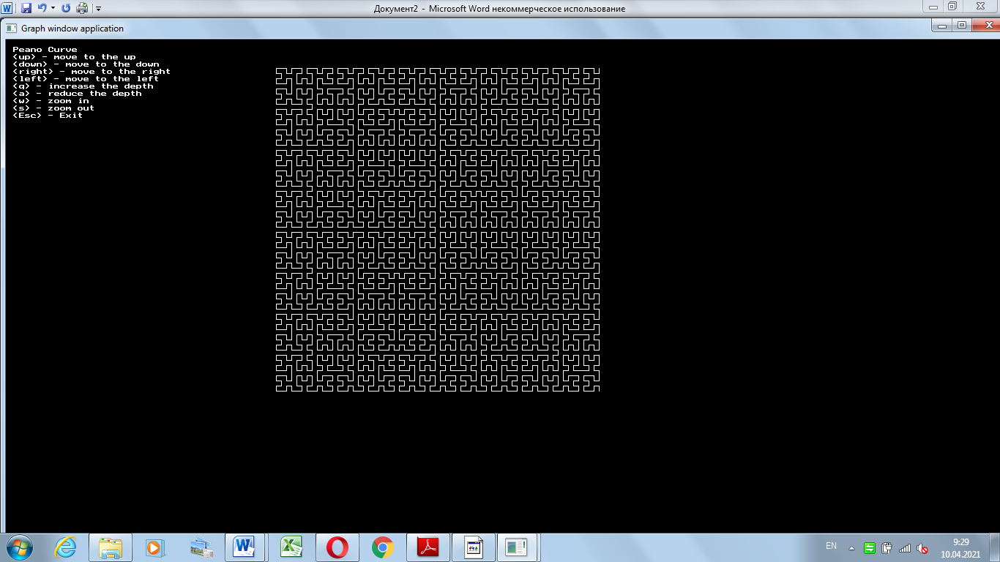 Документ2 - Microsoft Word некоммерческое использование
Graph window application
Peano Curve
(up) - move to the up
(down) - move to the down
(right) - move to the right
(left) - move to the left
(q) - increase the depth
(a) - reduce the depth
(w) - zoom in
(s) - zoom out
(Esc) - Exit
EN
9:29
10.04.2021